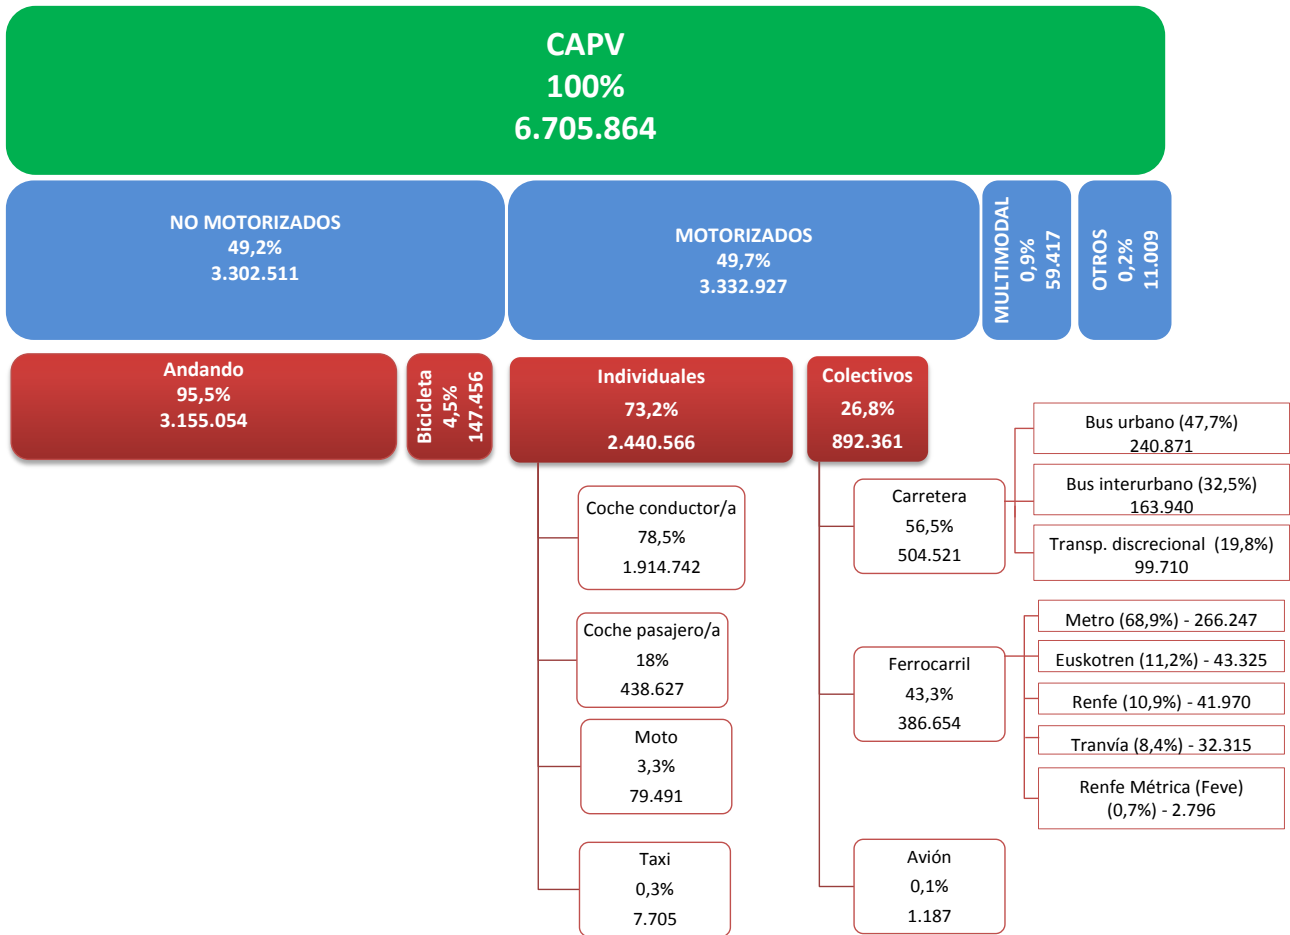 CAPV
100%
6.705.864
NO MOTORIZADOS
49,2%
3.302.511
MOTORIZADOS
49,7%
3.332.927
MULTIMODAL
0,9%
59.417
OTROS
0,2%
11.009
Andando
95,5%
3.155.054
Bicicleta
4,5%
147.456
Individuales
73,2%
2.440.566
Colectivos
26,8%
892.361
Coche conductor/a
78,5%
1.914.742
Coche pasajero/a
18%
438.627
Moto
3,3%
79.491
Taxi
0,3%
7.705
Carretera
56,5%
504.521
Bus urbano (47,7%)
240.871
Bus interurbano (32,5%)
163.940
Transp. discrecional (19,8%)
99.710
Ferrocarril
43,3%
386.654
Metro (68,9%) - 266.247
Euskotren (11,2%) - 43.325
Renfe (10,9%) - 41.970
Tranvía (8,4%) - 32.315
Renfe Métrica (Feve)
(0,7%) - 2.796
Avión
0,1%
1.187